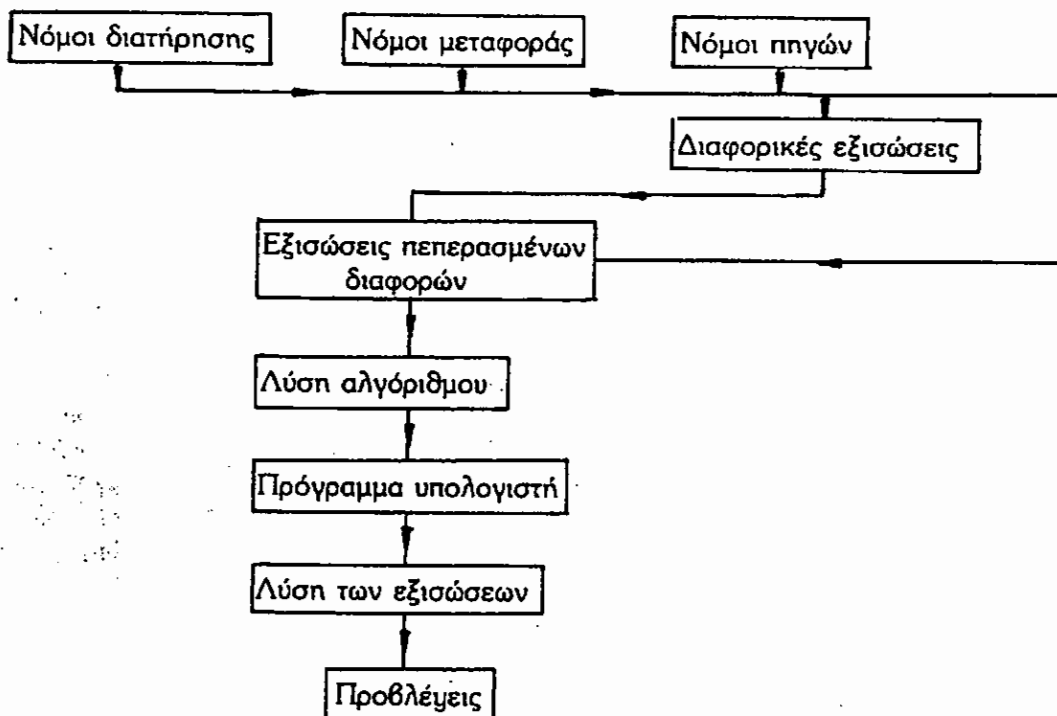 Νόμοι διατήρησης
Νόμοι μεταφοράς
Νόμοι πηγών
Διαφορικές εξισώσεις
Εξισώσεις πεπερασμένων
διαφορών
Λύση αλγόριθμου
Πρόγραμμα υπολογιστή
Λύση των εξισώσεων
Προβλέψεις